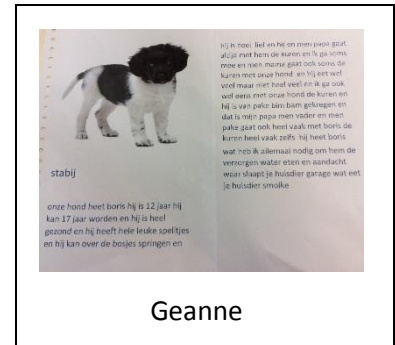 stabij
onze hond heet boris hij is 12 jaar hij
kan 17 jaar worden en hij is heel
gezond en hij heeft hele leuke spelltjes
en hij kan over de bosjes springen en
hij is heel lief en hij en men papa gaat
altijd met hem de kuren en ik ga soms
mee en men mama gaat ook soms de
kuren met onze hond en hij eet wel
veel maar niet heel veel en ik ga ook
wel eens met onze hond de kuren en
hij is van pake bim bam gekregen en
dat is mijn papa men vader en men
pake gaat ook heel vaak met boris de
kuren heel vaak zelfs hij heet boris
wat heb ik allemaal nodig om hem de
verzorgen water eten en aandacht
waar slaapt je huisdier garage wat eet
je huisdier smolke
Geanne